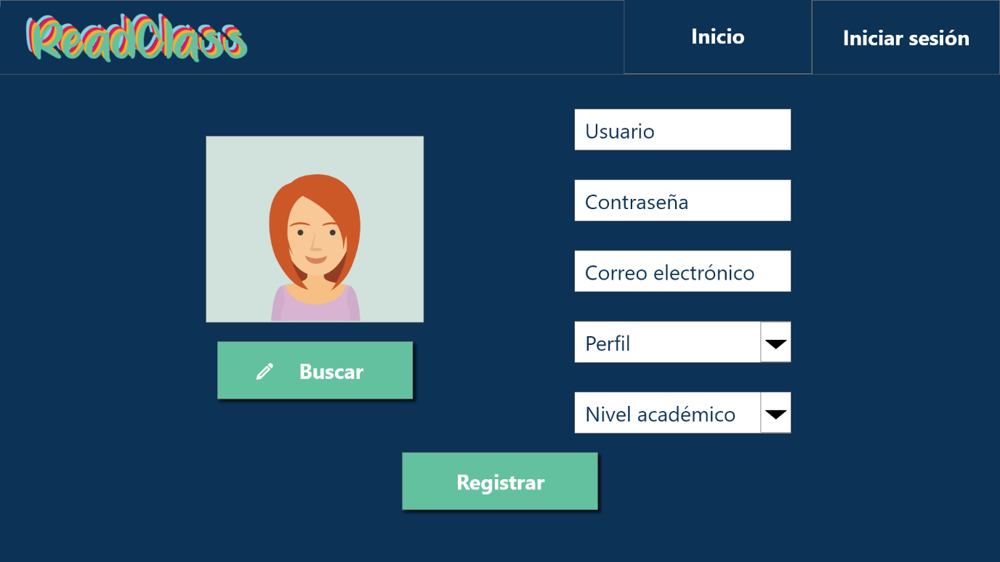 ReadClass
Inicio
Iniciar sesión
Usuario
Contraseña
Correo electrónico
Perfil
Nivel académico
Buscar
Registrar